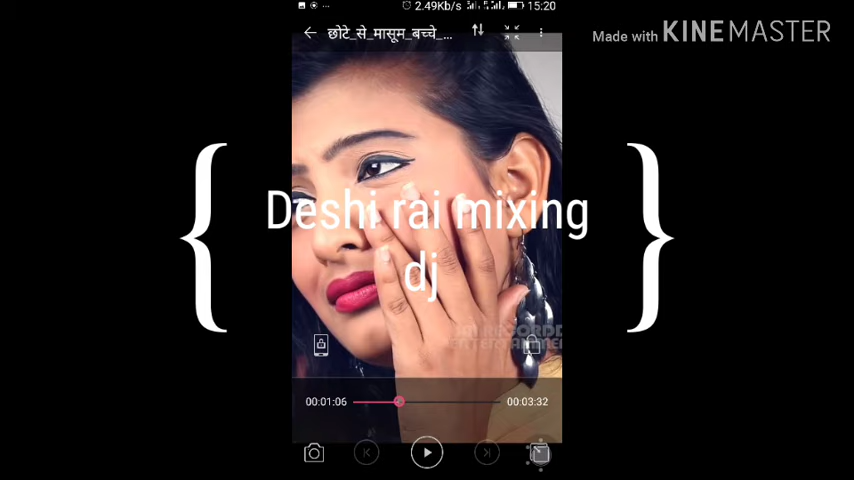 2.49Kb/s 15:20
छोटे_से_मासूम_बच्चे_...
Made with KINEMASTER
Deshi rai mixing
dj
ENTERTAINME
00:01:06 00:03:32